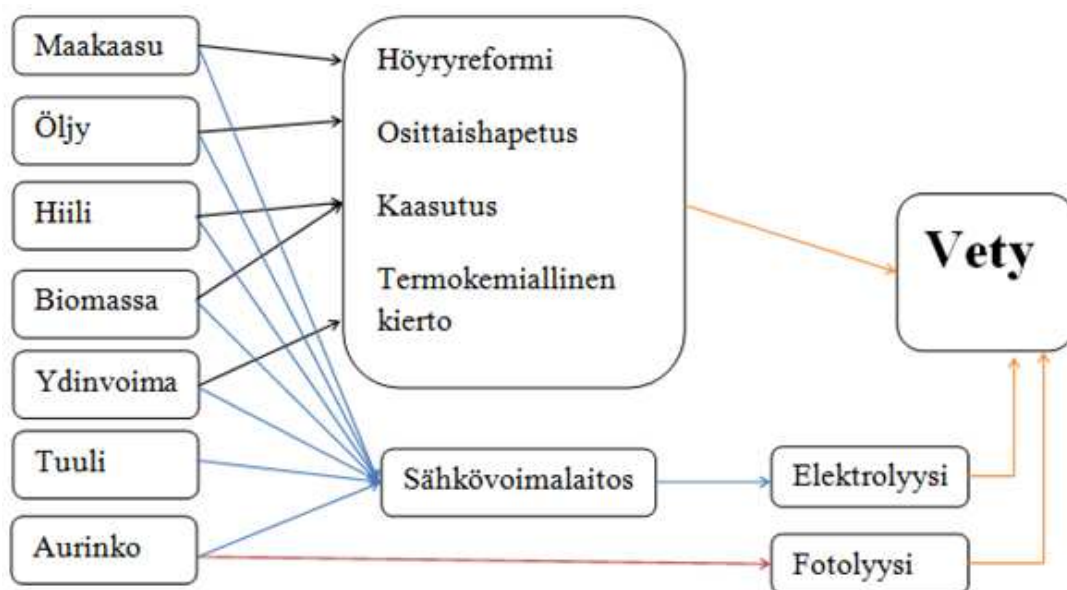 Maakaasu
Öljy
Hiili
Biomassa
Ydinvoima
Tuuli
Aurinko
Höyryreformi
Osittaishapetus
Kaasutus
Termokemiallinen
kierto
Sähkövoimalaitos
Elektrolyysi
Fotolyysi
Vety